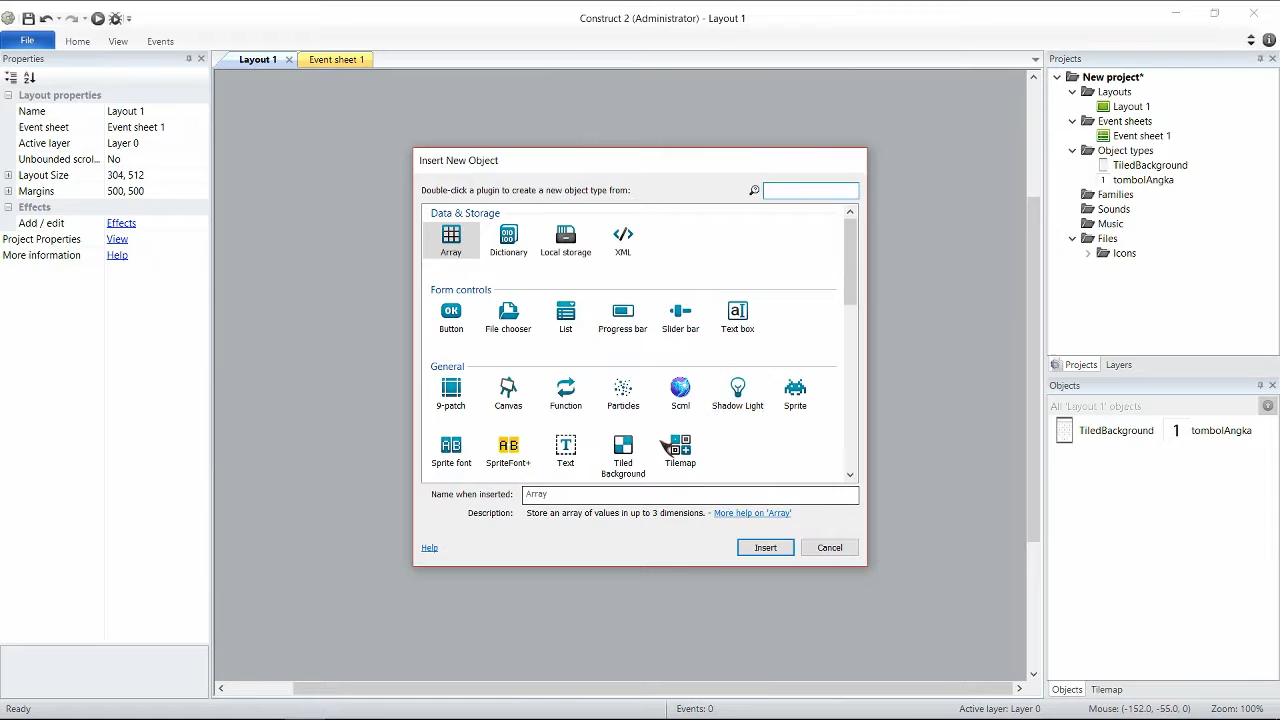 Construct 2 (Administrator) - Layout 1
File Home View Events
Properties
Layout properties
Name Layout 1
Event sheet Event sheet 1
Active layer Layer 0
Unbounded scrol... No
Layout Size 304, 512
Margins 500, 500
Effects
Add / edit Effects
Project Properties View
More information Help
Layout 1 Event sheet 1
Insert New Object
Double-click a plugin to create a new object type from:
Data & Storage
Array Dictionary Local storage XML
Form controls
OK
Button File chooser List Progress bar Slider bar Text box
General
9-patch Canvas Function Particles Scml Shadow Light Sprite
Sprite font SpriteFont+ Text Tiled Background Tilemap
Name when inserted: Array
Description: Store an array of values in up to 3 dimensions. - More help on 'Array'
Help Insert Cancel
Projects
New project*
Layouts
Layout 1
Event sheets
Event sheet 1
Object types
TiledBackground
1 tombolAngka
Families
Sounds
Music
Files
Icons
Projects Layers
Objects
All 'Layout 1' objects
TiledBackground 1 tombolAngka
Objects Tilemap
Ready Events: 0 Active layer: Layer 0 Mouse: (-152.0, -55.0, 0) Zoom: 100%